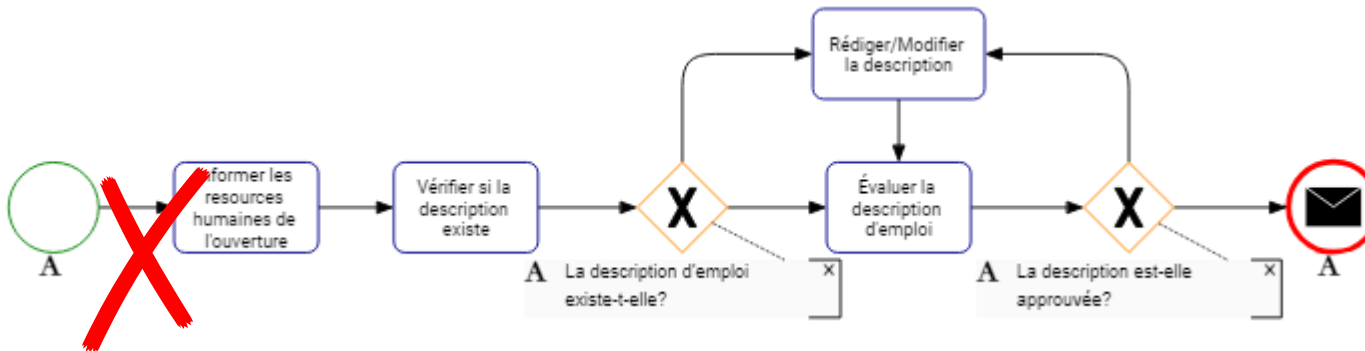 Rédiger/Modifier
la description
nformer les
resources
humaines de
l'ouverture
Vérifier si la
description
existe
X
Évaluer la
description
d'emploi
X
A
A La description d'emploi
existe-t-elle?
×
A La description est-elle
approuvée?
×
A